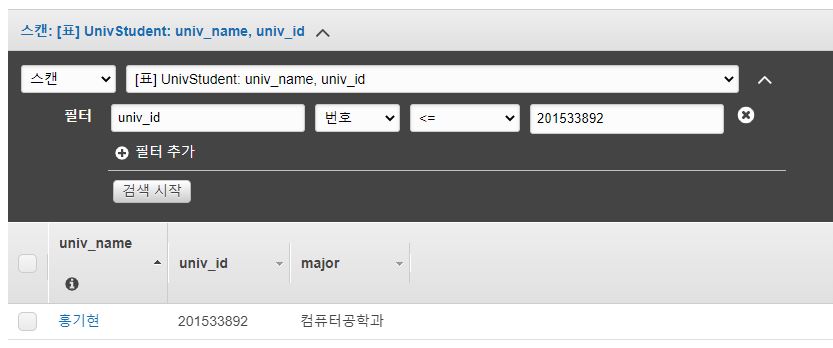 스캔: [표] UnivStudent: univ_name, univ_id
스캔 [표] UnivStudent: univ_name, univ_id
필터 univ_id 번호 <= 201533892
필터 추가
검색 시작
univ_name univ_id major
홍기현 201533892 컴퓨터공학과